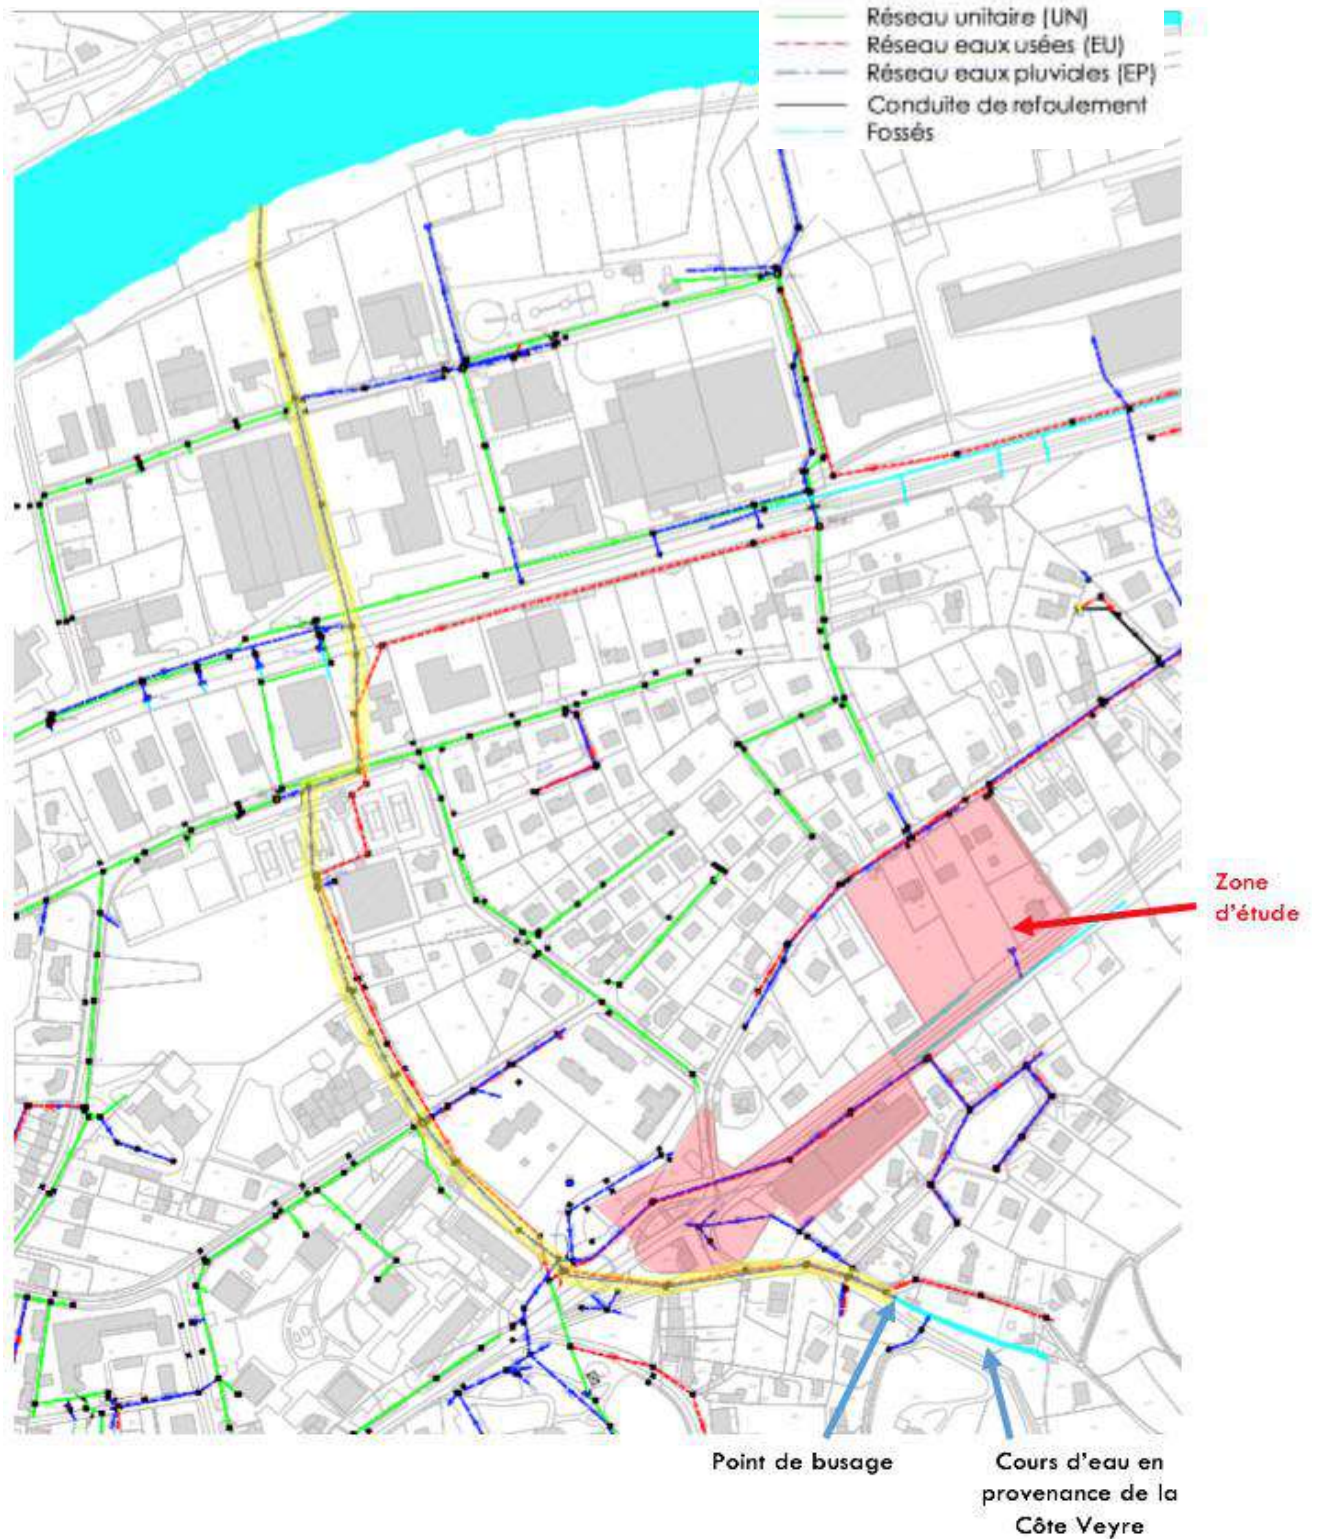 Réseau unitaire (UN)
Réseau eaux usées (EU)
Réseau eaux pluviales (EP)
Conduite de refoulement
Fossés
Zone
d'étude
Point de busage
Cours d'eau en
provenance de la
Côte Veyre